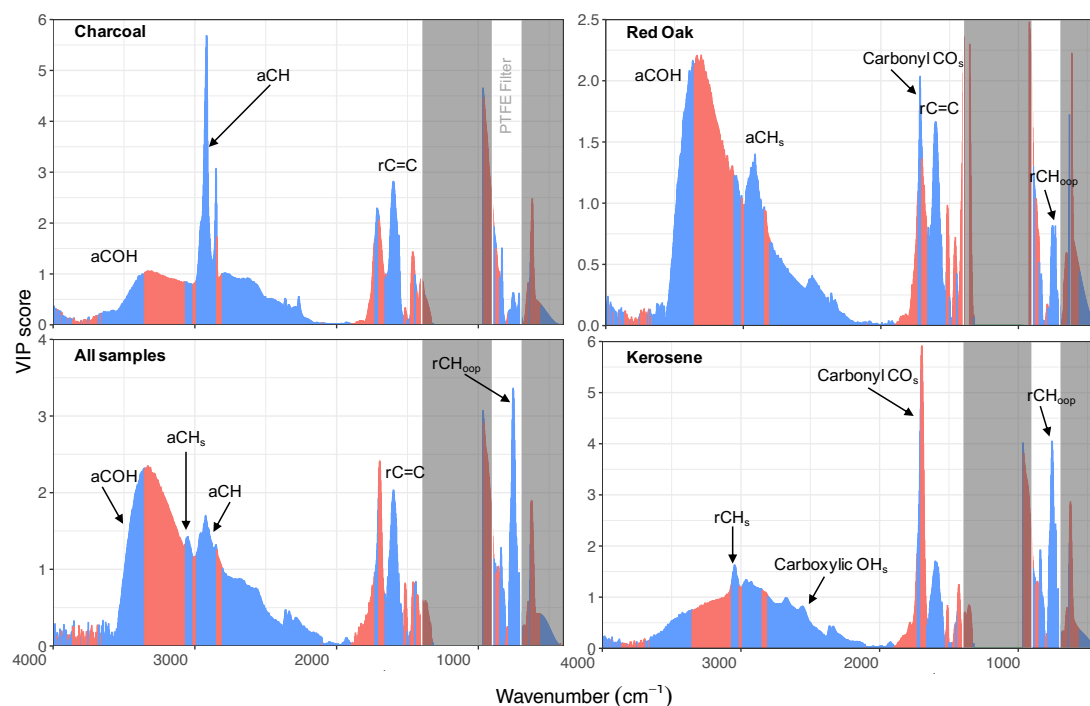 Charcoal
Red Oak
aCH
rC=C
aCOH
PTFE Filter
6
5
4
3
2
1
0
aCOH
Carbonyl COs
rC=C
aCHs
rCHoop
2.5
2.0
1.5
1.0
0.5
0.0
VIP score
All samples
rCHoop
aCHs
aCOH
aCH
rC=C
4
3
2
1
0
Kerosene
Carbonyl COs
rCHoop
rCHs
Carboxylic OHs
6
5
4
3
2
1
0
4000 3000 2000 1000 4000 3000 2000 1000
Wavenumber (cm−1)